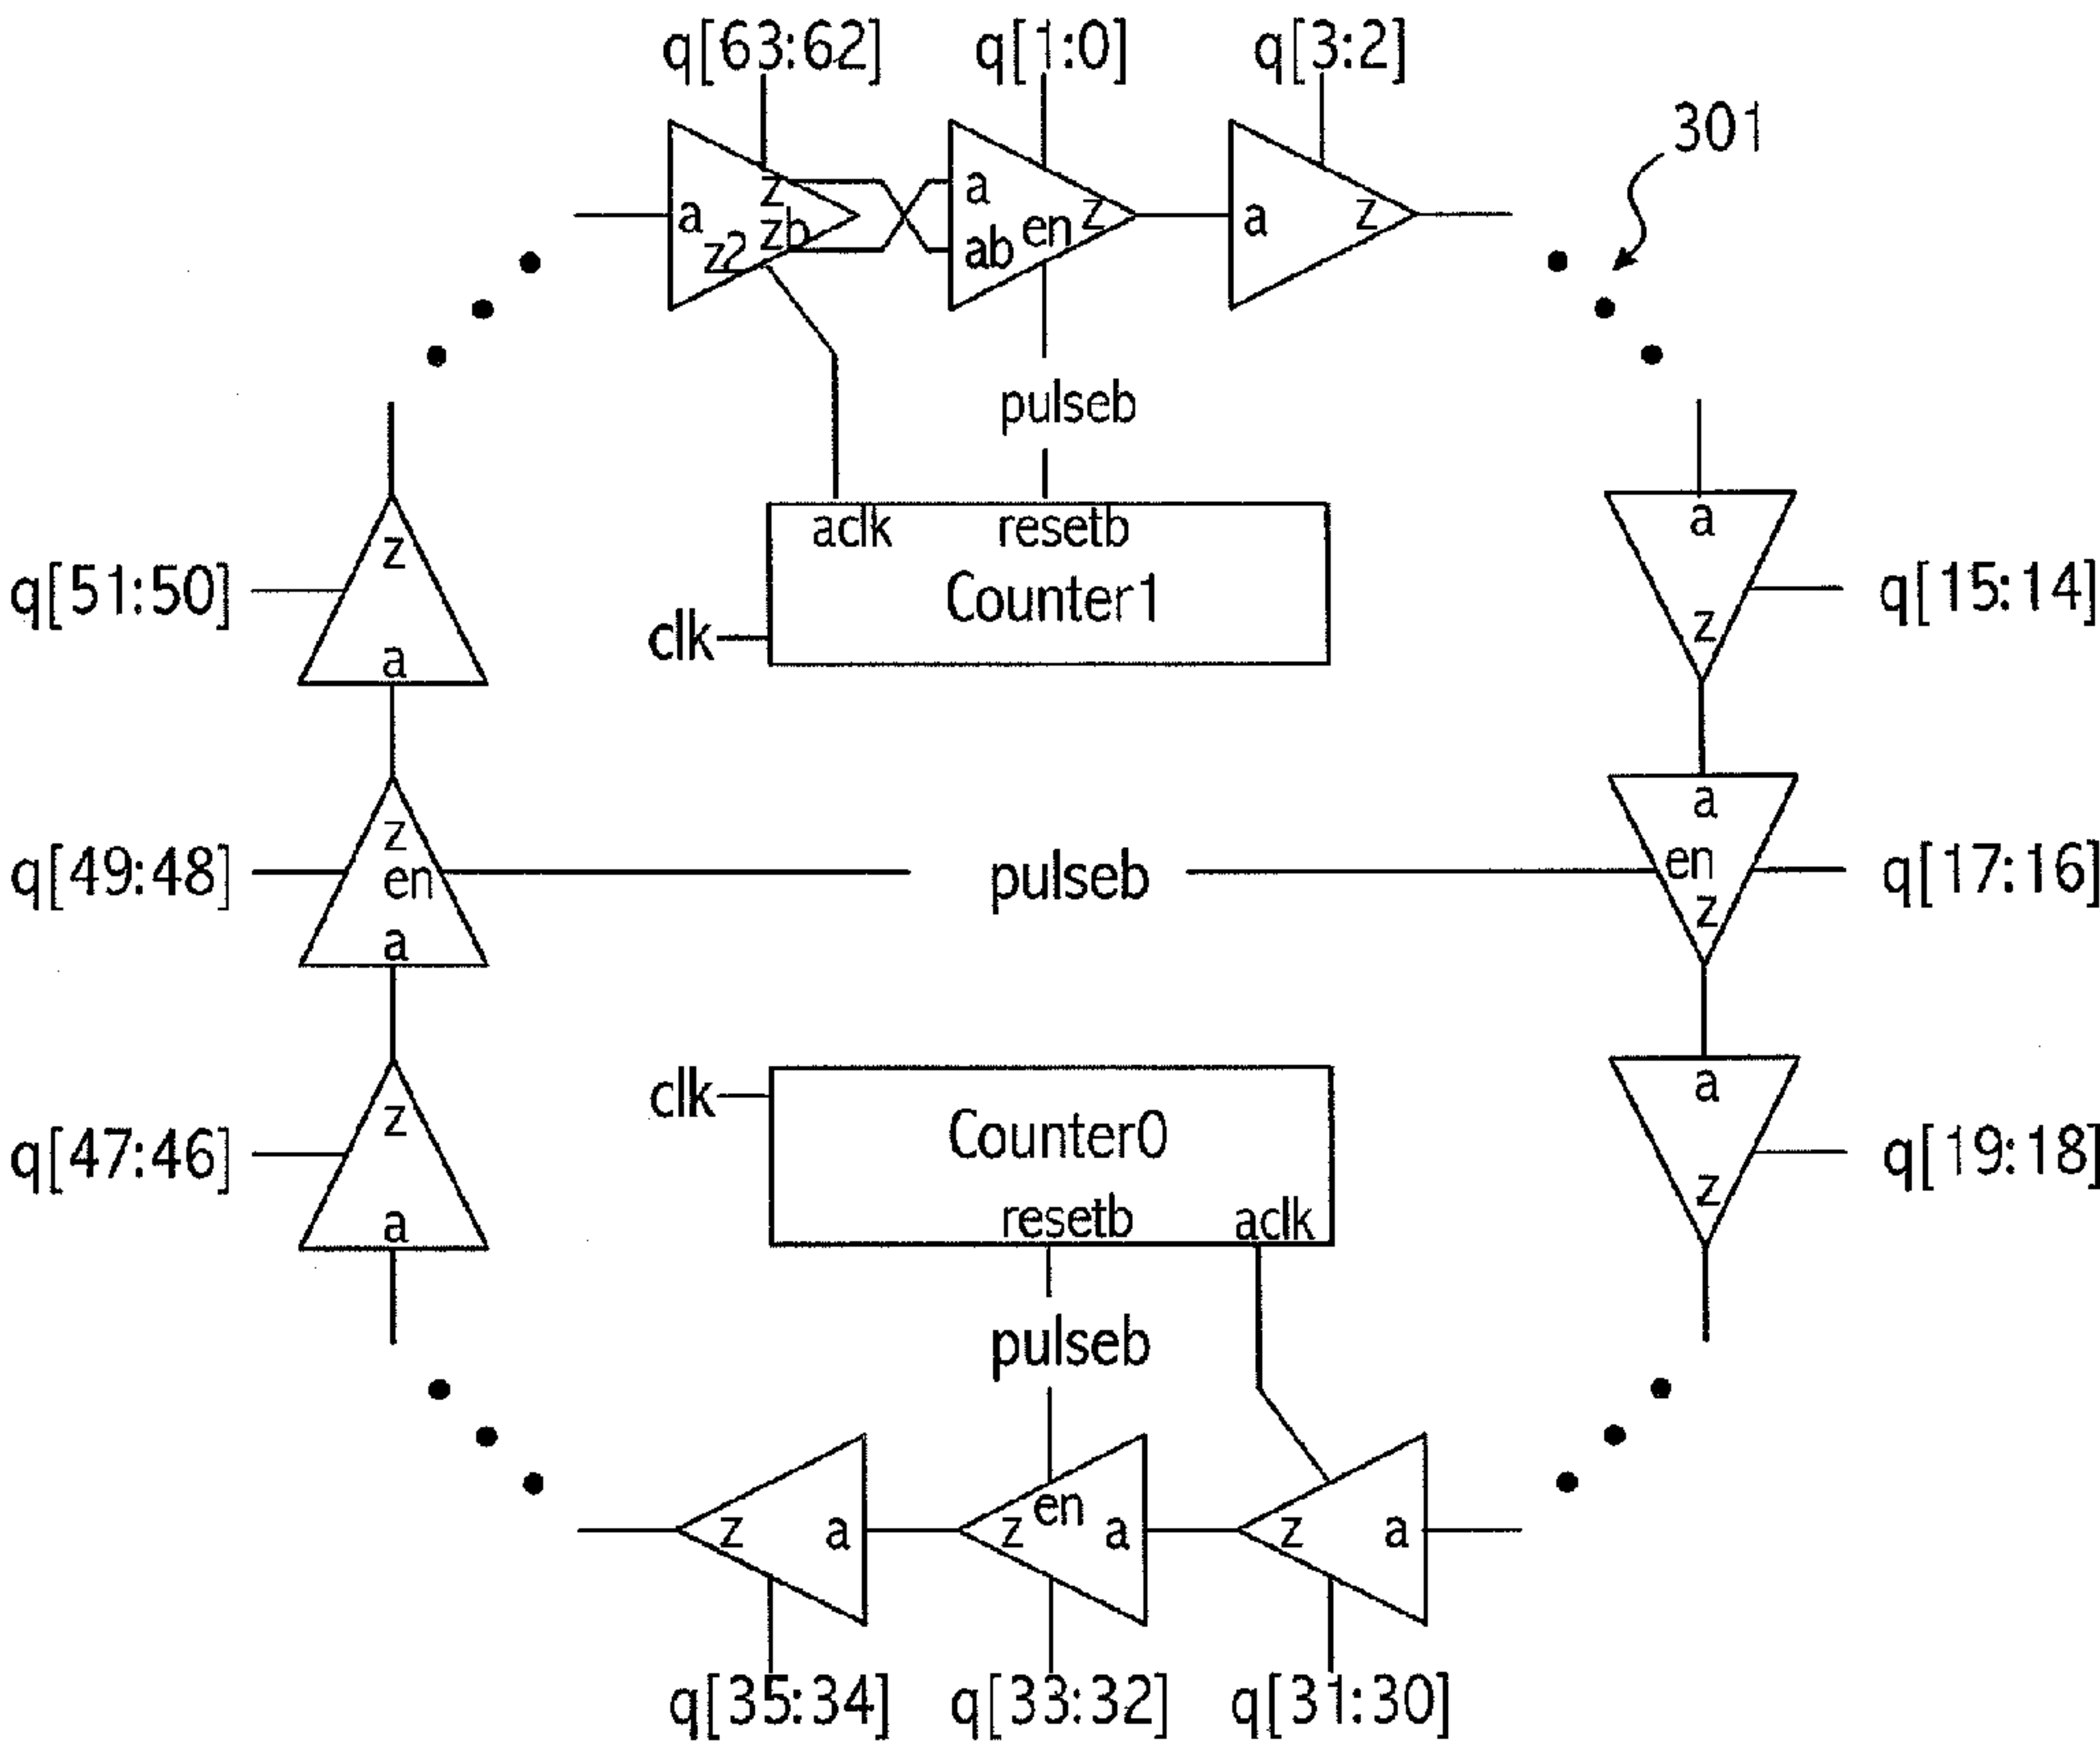 q[63:62] q[1:0] q[3:2]
301
a z zb z2 a ab en z a z
pulseb
aclk resetb
Counter1
clk
q[51:50] z a
a z q[15:14]
q[49:48] z en a
pulseb
a en z q[17:16]
clk
Counter0
resetb aclk
q[47:46] z a
a z q[19:18]
pulseb
z a z en a z a
q[35:34] q[33:32] q[31:30]